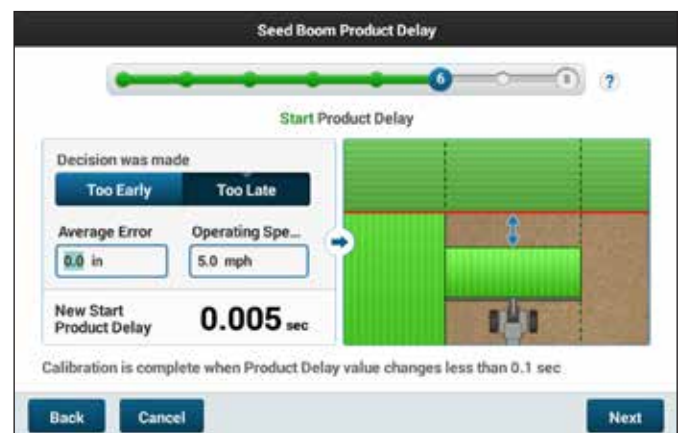 Seed Boom Product Delay
6 8 ?
Start Product Delay
Decision was made
Too Early Too Late
Average Error Operating Spe...
0.0 in 5.0 mph
New Start
Product Delay 0.005 sec
Calibration is complete when Product Delay value changes less than 0.1 sec
Back Cancel Next